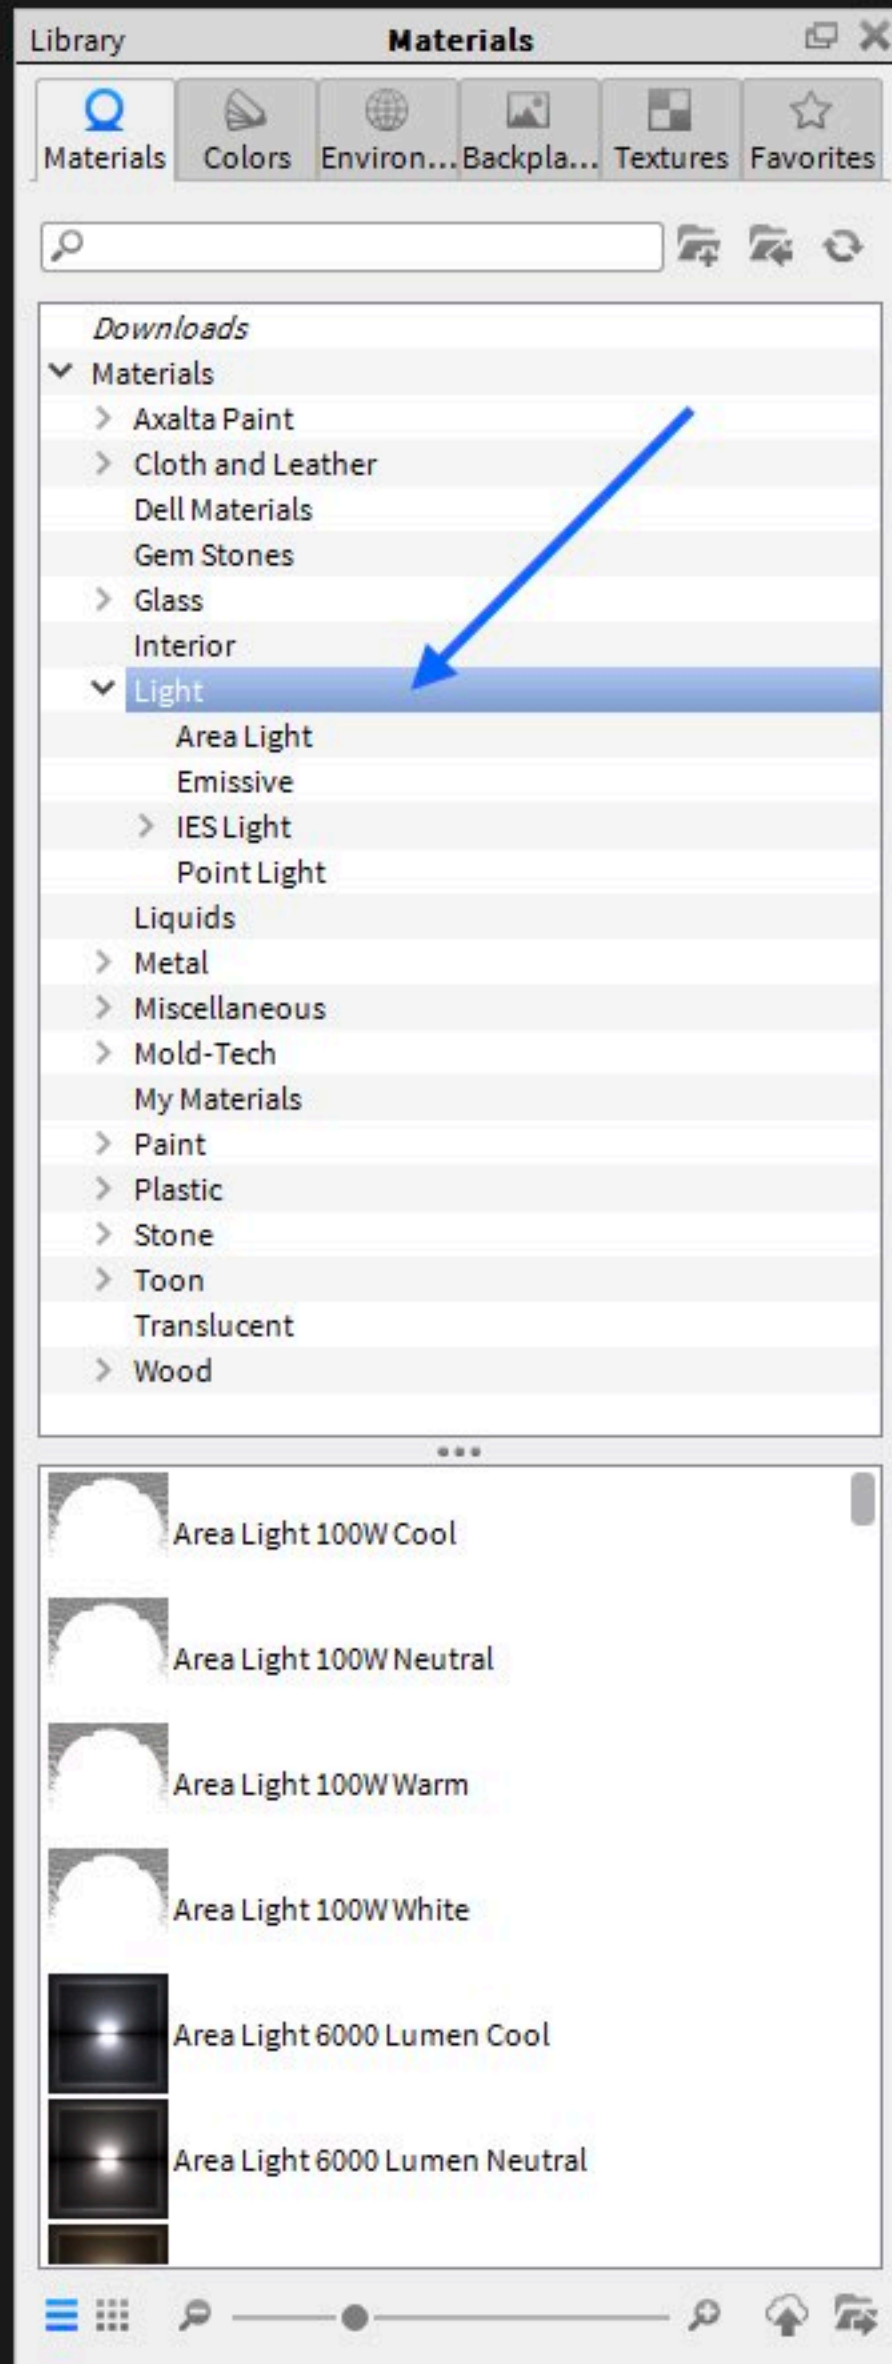 Library Materials
Materials Colors Environ... Backpla... Textures Favorites
Downloads
Materials
Axalta Paint
Cloth and Leather
Dell Materials
Gem Stones
Glass
Interior
Light
Area Light
Emissive
IES Light
Point Light
Liquids
Metal
Miscellaneous
Mold-Tech
My Materials
Paint
Plastic
Stone
Toon
Translucent
Wood
Area Light 100W Cool
Area Light 100W Neutral
Area Light 100W Warm
Area Light 100W White
Area Light 6000 Lumen Cool
Area Light 6000 Lumen Neutral